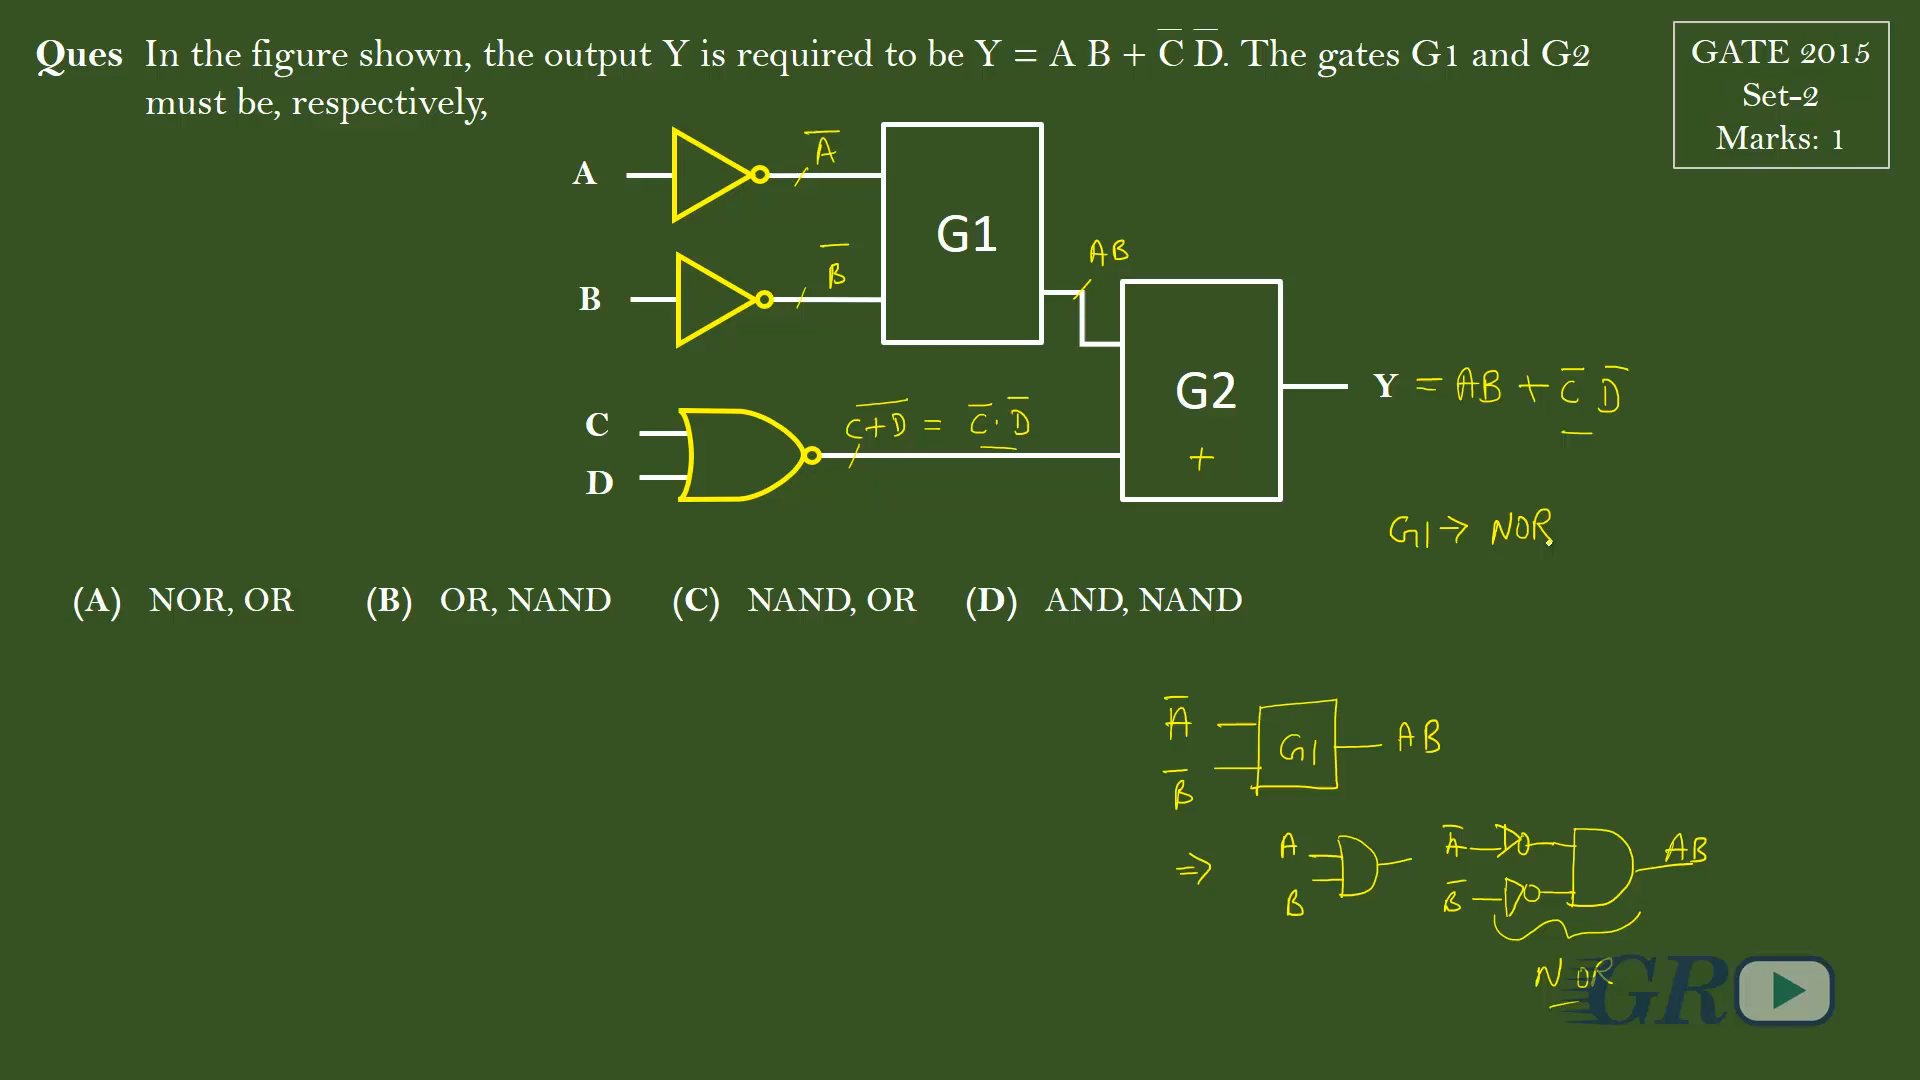 Ques In the figure shown, the output Y is required to be Y = A B + C̅ D̅. The gates G1 and G2
must be, respectively,
GATE 2015
Set-2
Marks: 1
A
A̅
B
B̅
G1
AB
C
D
C+D̅ = C̅ · D̅
G2
+
Y = AB + C̅ D̅
G1 → NOR
(A) NOR, OR (B) OR, NAND (C) NAND, OR (D) AND, NAND
A̅
B̅
G1
AB
⇒
A
B
A̅
B̅
AB
NOR
GR